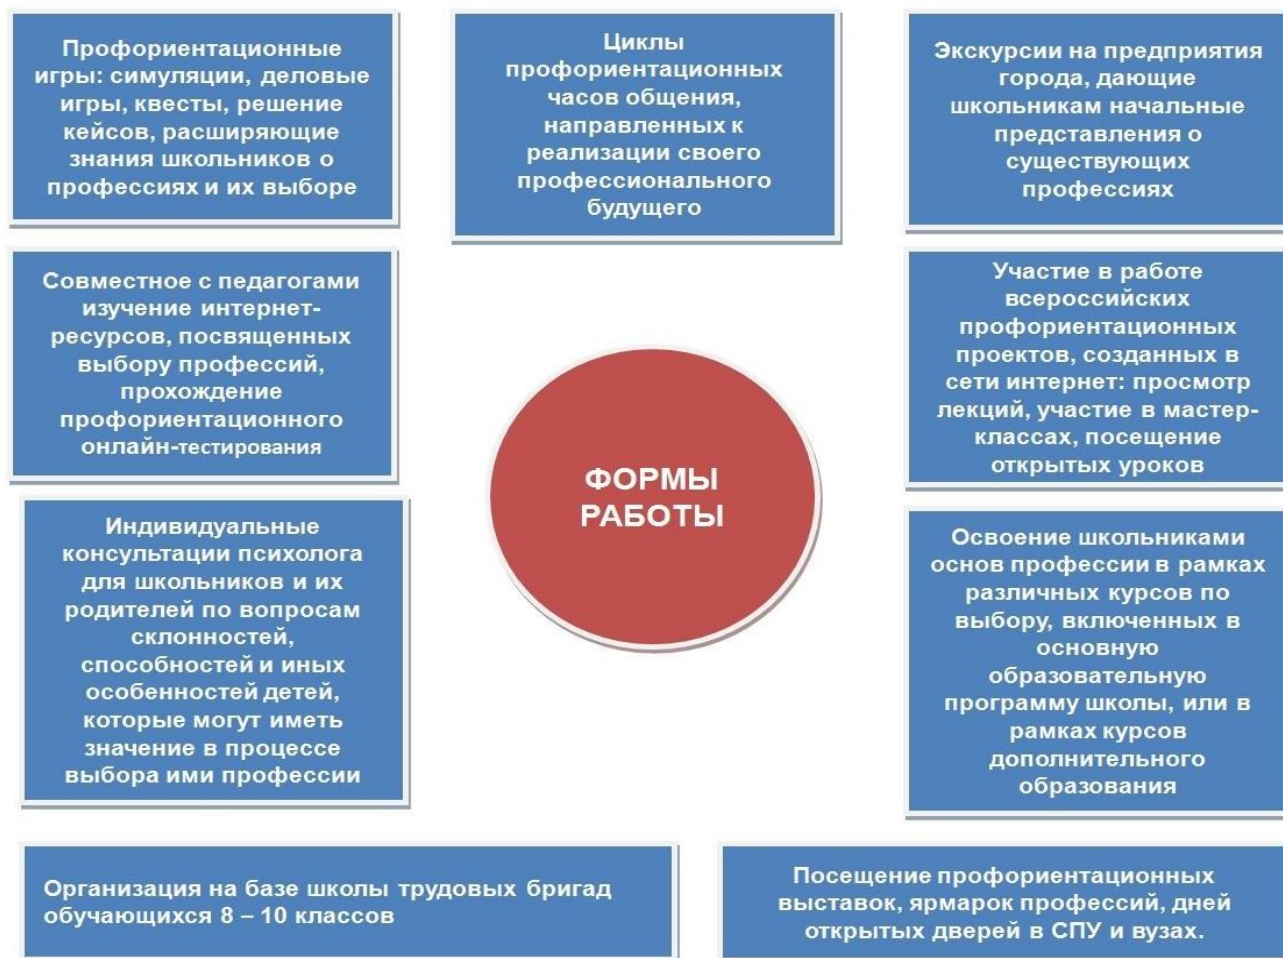 Профориентационные
игры: симуляции, деловые
игры, квесты, решение
кейсов, расширяющие
знания школьников о
профессиях и их выборе
Циклы
профориентационных
часов общения,
направленных к
реализации своего
профессионального
будущего
Экскурсии на предприятия
города, дающие
школьникам начальные
представления о
существующих
профессиях
Совместное с педагогами
изучение интернет-
ресурсов, посвященных
выбору профессий,
прохождение
профориентационного
онлайн-тестирования
Участие в работе
всероссийских
профориентационных
проектов, созданных в
сети интернет: просмотр
лекций, участие в мастер-
классах, посещение
открытых уроков
ФОРМЫ
РАБОТЫ
Индивидуальные
консультации психолога
для школьников и их
родителей по вопросам
склонностей,
способностей и иных
особенностей детей,
которые могут иметь
значение в процессе
выбора ими профессии
Освоение школьниками
основ профессии в рамках
различных курсов по
выбору, включенных в
основную
образовательную
программу школы, или в
рамках курсов
дополнительного
образования
Организация на базе школы трудовых бригад
обучающихся 8 – 10 классов
Посещение профориентационных
выставок, ярмарок профессий, дней
открытых дверей в СПУ и вузах.